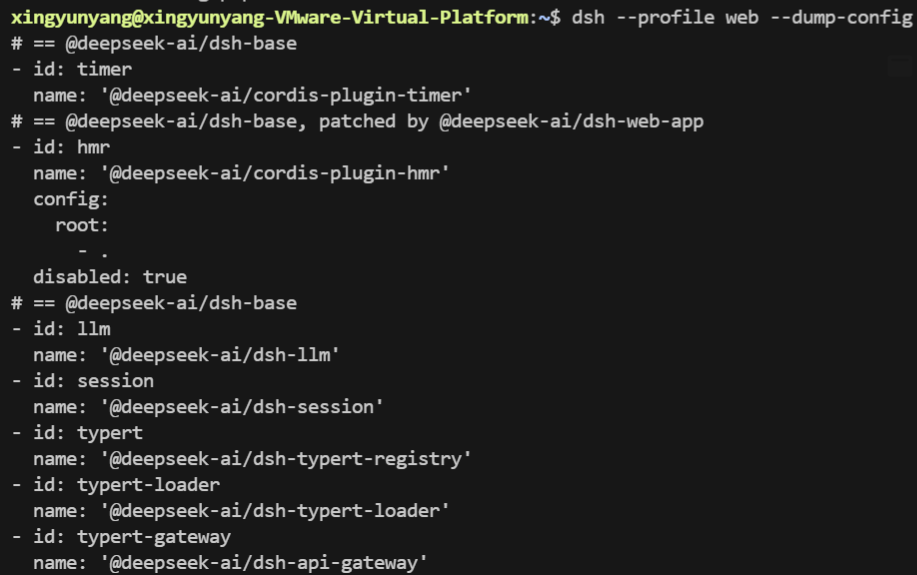 xingyunyang@xingyunyang-VMware-Virtual-Platform:~$ dsh --profile web --dump-config
# == @deepseek-ai/dsh-base
- id: timer
  name: '@deepseek-ai/cordis-plugin-timer'
# == @deepseek-ai/dsh-base, patched by @deepseek-ai/dsh-web-app
- id: hmr
  name: '@deepseek-ai/cordis-plugin-hmr'
  config:
    root:
      - .
  disabled: true
# == @deepseek-ai/dsh-base
- id: llm
  name: '@deepseek-ai/dsh-llm'
- id: session
  name: '@deepseek-ai/dsh-session'
- id: typert
  name: '@deepseek-ai/dsh-typert-registry'
- id: typert-loader
  name: '@deepseek-ai/dsh-typert-loader'
- id: typert-gateway
  name: '@deepseek-ai/dsh-api-gateway'